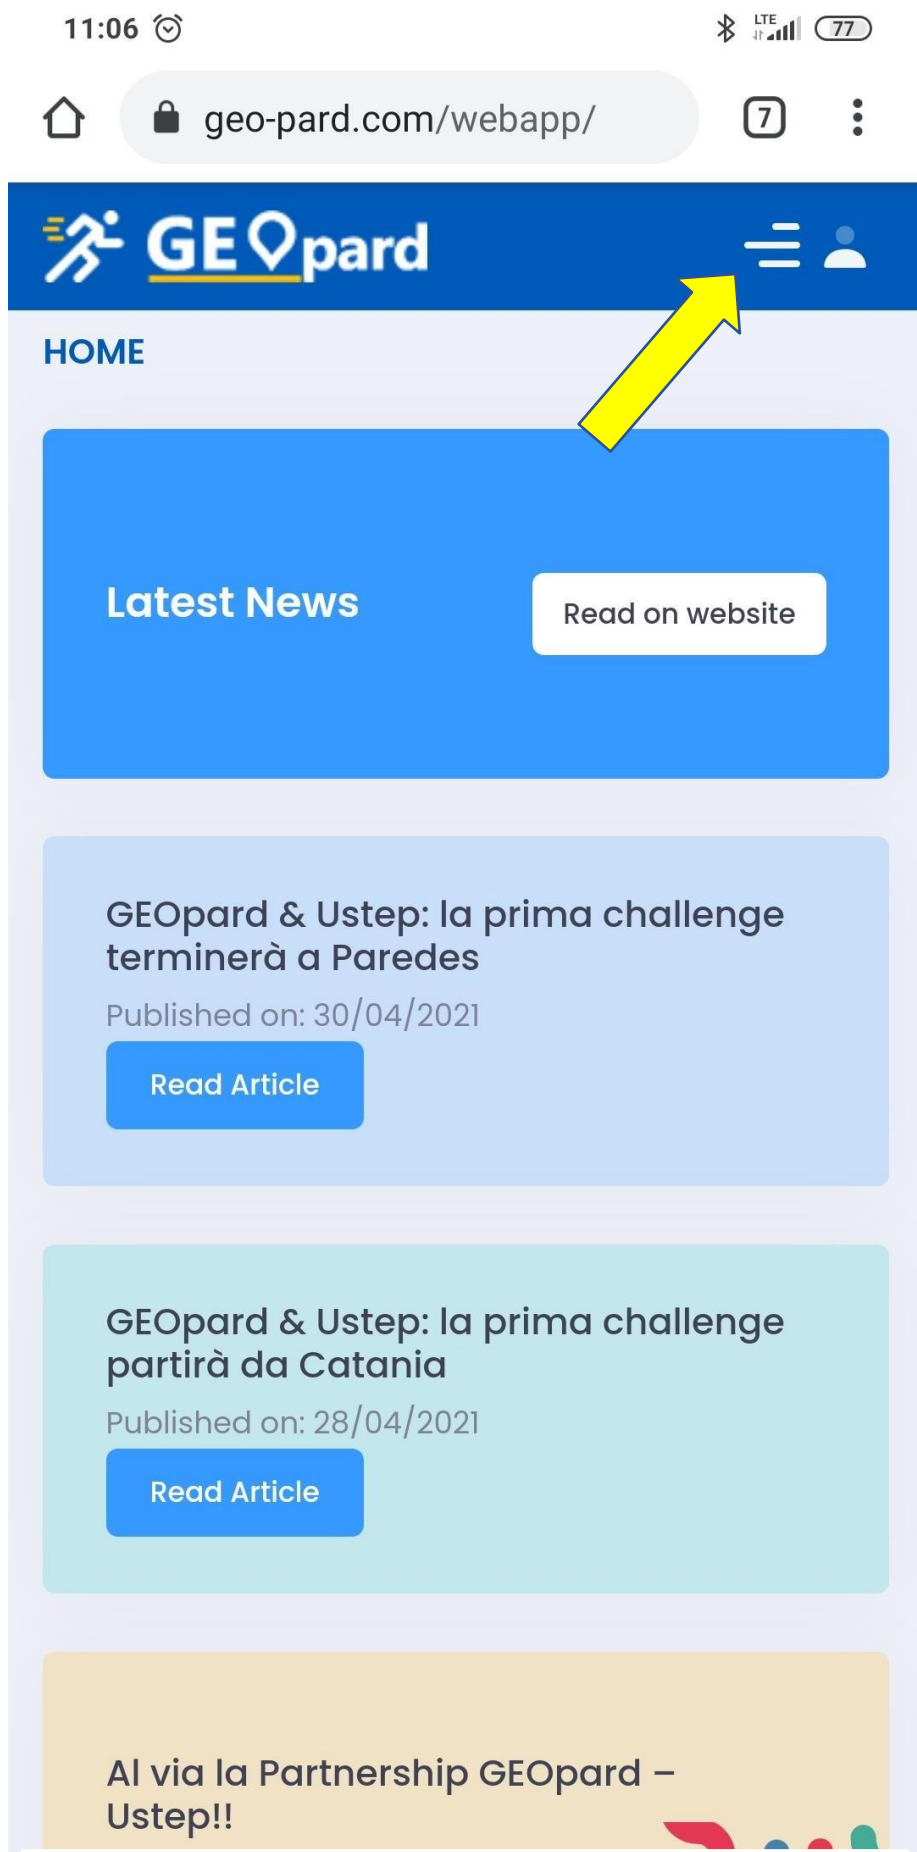 11:06
LTE
77
geo-pard.com/webapp/
7
GEOpard
HOME
Latest News
Read on website
GEOpard & Ustep: la prima challenge
terminerà a Paredes
Published on: 30/04/2021
Read Article
GEOpard & Ustep: la prima challenge
partirà da Catania
Published on: 28/04/2021
Read Article
Al via la Partnership GEOpard –
Ustep!!